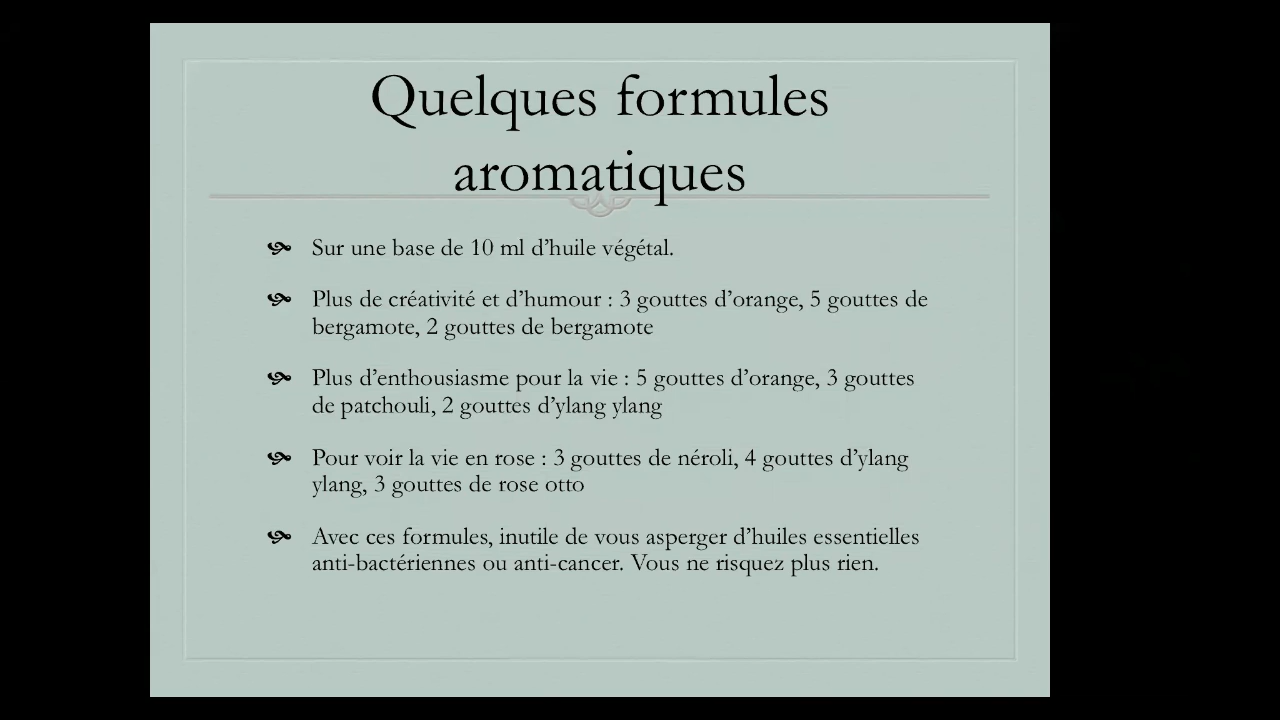 Quelques formules
aromatiques
Sur une base de 10 ml d’huile végétal.
Plus de créativité et d’humour : 3 gouttes d’orange, 5 gouttes de
bergamote, 2 gouttes de bergamote
Plus d’enthousiasme pour la vie : 5 gouttes d’orange, 3 gouttes
de patchouli, 2 gouttes d’ylang ylang
Pour voir la vie en rose : 3 gouttes de néroli, 4 gouttes d’ylang
ylang, 3 gouttes de rose otto
Avec ces formules, inutile de vous asperger d’huiles essentielles
anti-bactériennes ou anti-cancer. Vous ne risquez plus rien.